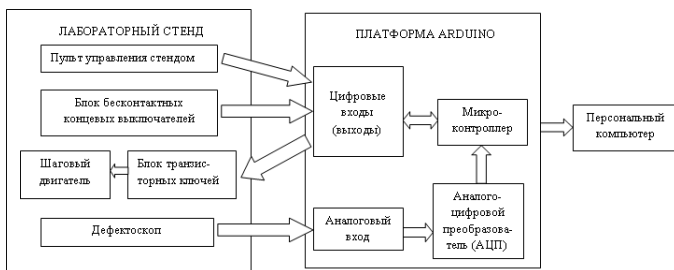 ЛАБОРАТОРНЫЙ СТЕНД
Пульт управления стендом
Блок бесконтактных
концевых выключателей
Шаговый
двигатель
Блок транзис-
торных ключей
Дефектоскоп
ПЛАТФОРМА ARDUINO
Цифровые
входы
(выходы)
Микро-
контроллер
Аналоговый
вход
Аналого-
цифровой
преобразова-
тель (АЦП)
Персональный
компьютер